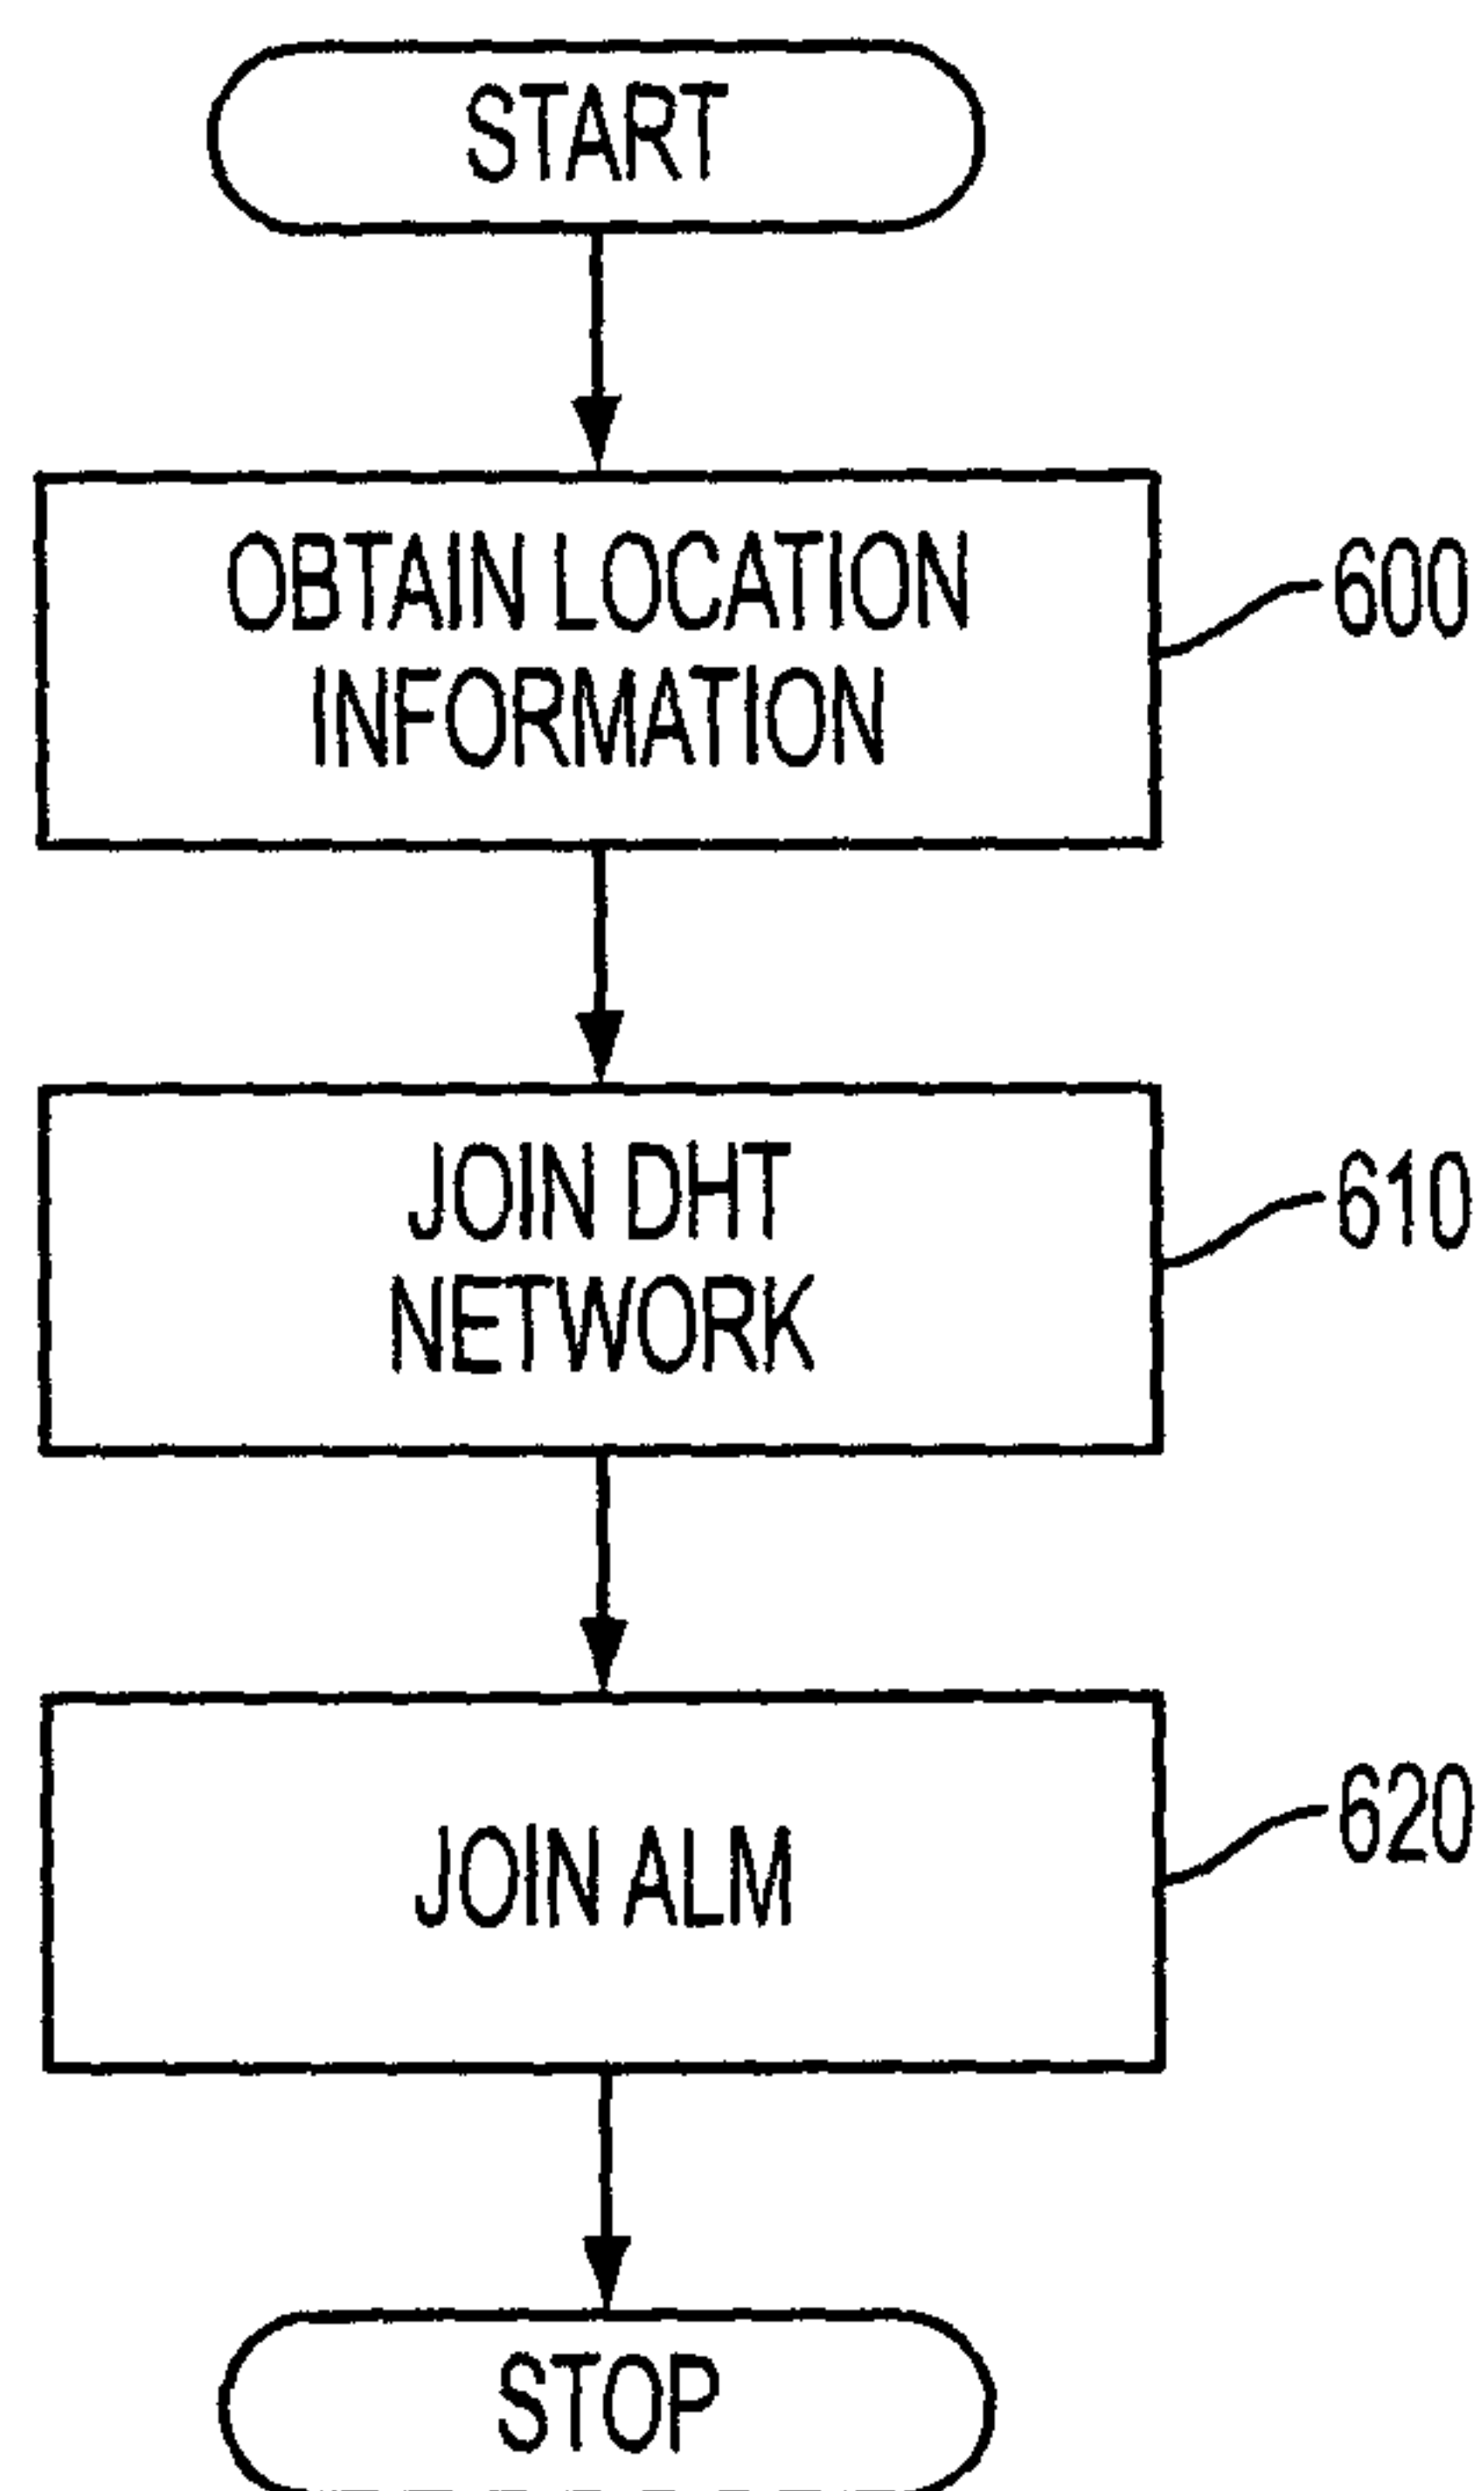 START
OBTAIN LOCATION
INFORMATION
600
JOIN DHT
NETWORK
610
JOIN ALM
620
STOP